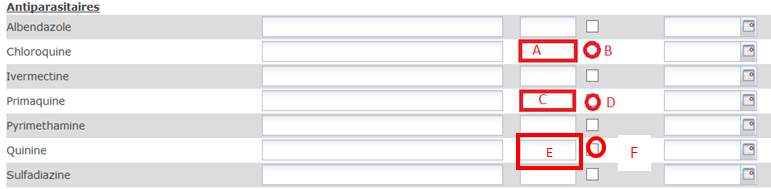 Antiparasitaires
Albendazole
Chloroquine A B
Ivermectine
Primaquine C D
Pyrimethamine
Quinine E F
Sulfadiazine